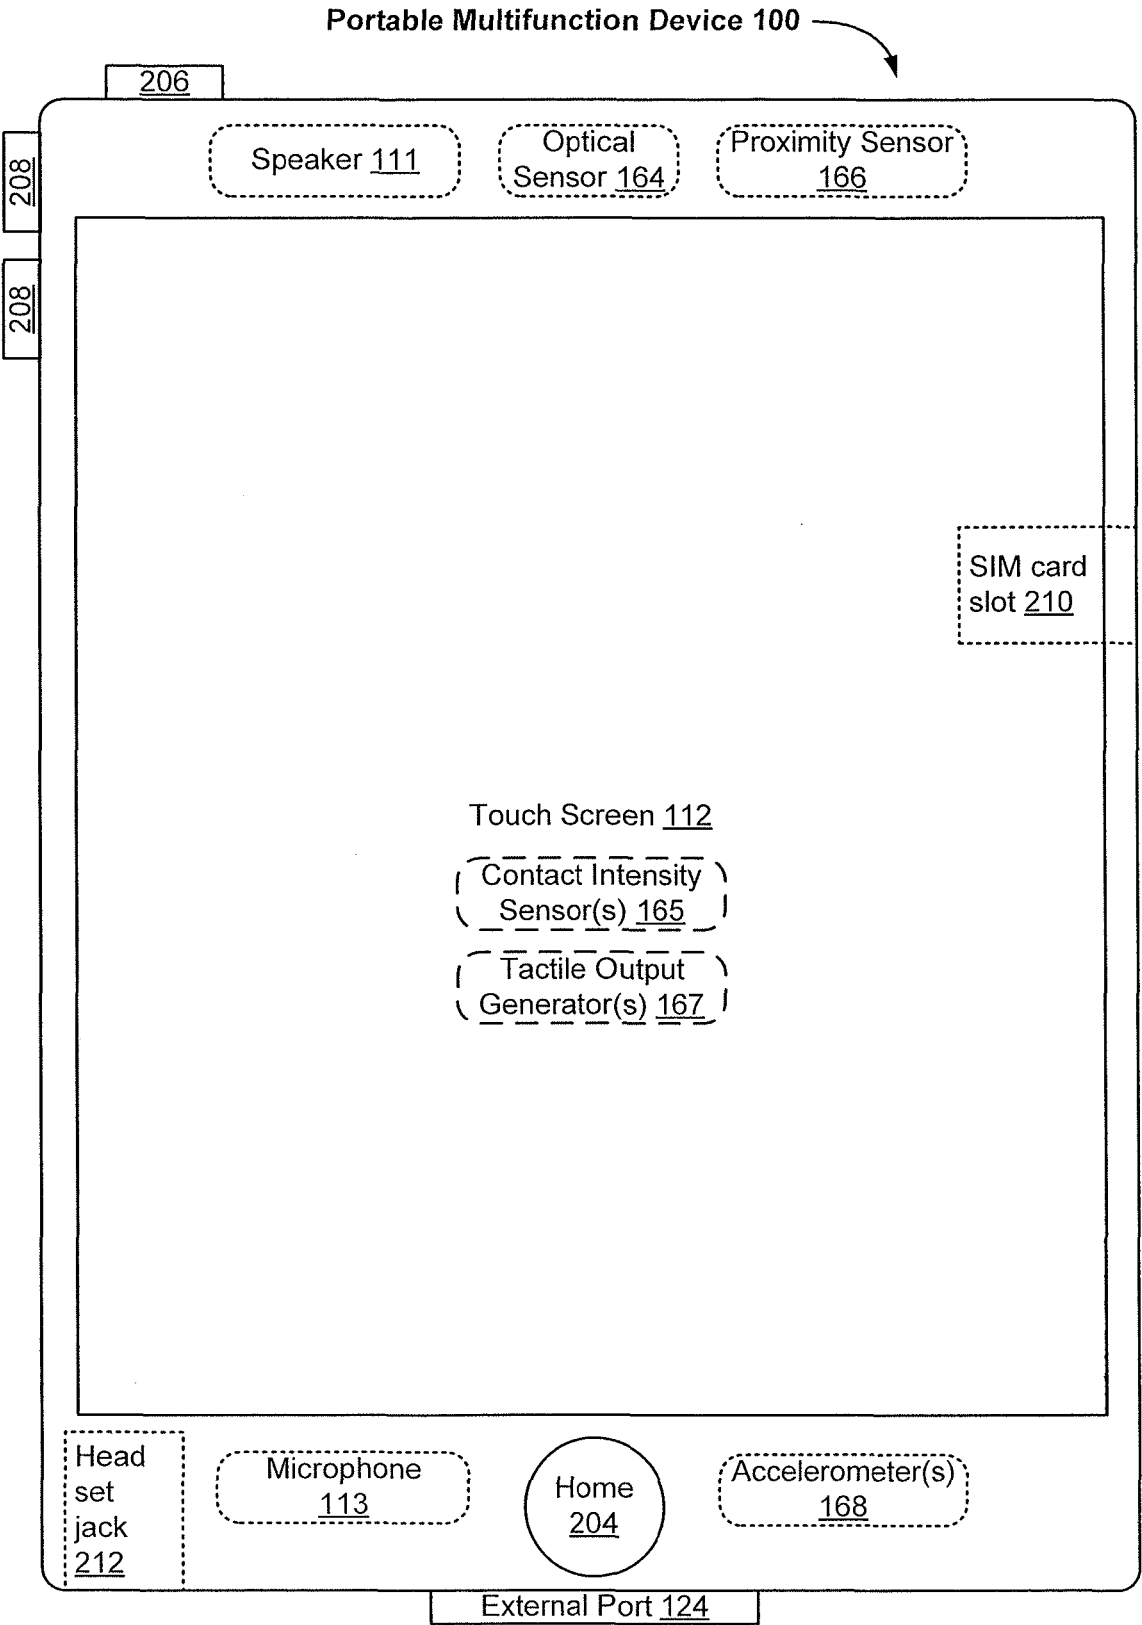 Portable Multifunction Device 100
206
208
208
Speaker 111
Optical
Sensor 164
Proximity Sensor
166
SIM card
slot 210
Touch Screen 112
Contact Intensity
Sensor(s) 165
Tactile Output
Generator(s) 167
Head
set
jack
212
Microphone
113
Home
204
Accelerometer(s)
168
External Port 124